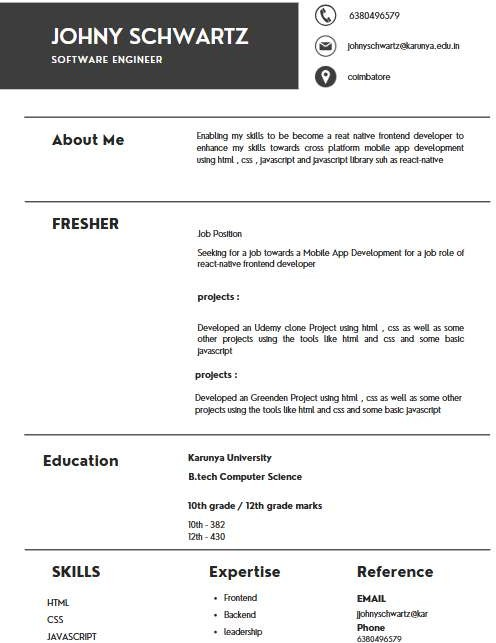 JOHNY SCHWARTZ
SOFTWARE ENGINEER
6380496579
johnyschwartz@karunya.edu.in
coimbatore
About Me
Enabling my skills to be become a reat native frontend developer to
enhance my skills towards cross platform mobile app development
using html , css , javascript and javascript library suh as react-native
FRESHER
Job Position
Seeking for a job towards a Mobile App Development for a job role of
react-native frontend developer
projects :
Developed an Udemy clone Project using html , css as well as some
other projects using the tools like html and css and some basic
javascript
projects :
Developed an Greenden Project using html , css as well as some other
projects using the tools like html and css and some basic javascript
Education
Karunya University
B.tech Computer Science
10th grade / 12th grade marks
10th - 382
12th - 430
SKILLS
HTML
CSS
JAVASCRIPT
Expertise
• Frontend
• Backend
• leadership
Reference
EMAIL
jjohnyschwartz@kar
Phone
6380496579